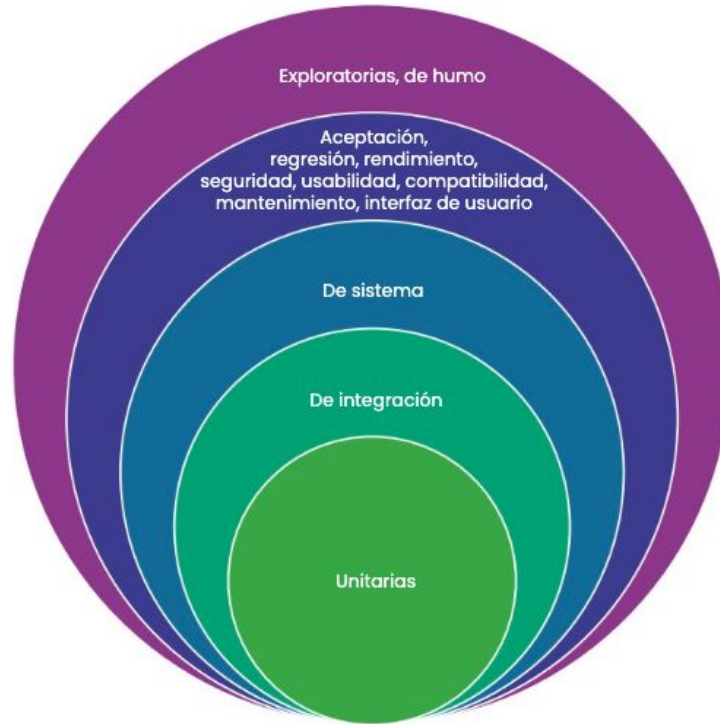 Exploratorias, de humo
Aceptación,
regresión, rendimiento,
seguridad, usabilidad, compatibilidad,
mantenimiento, interfaz de usuario
De sistema
De integración
Unitarias